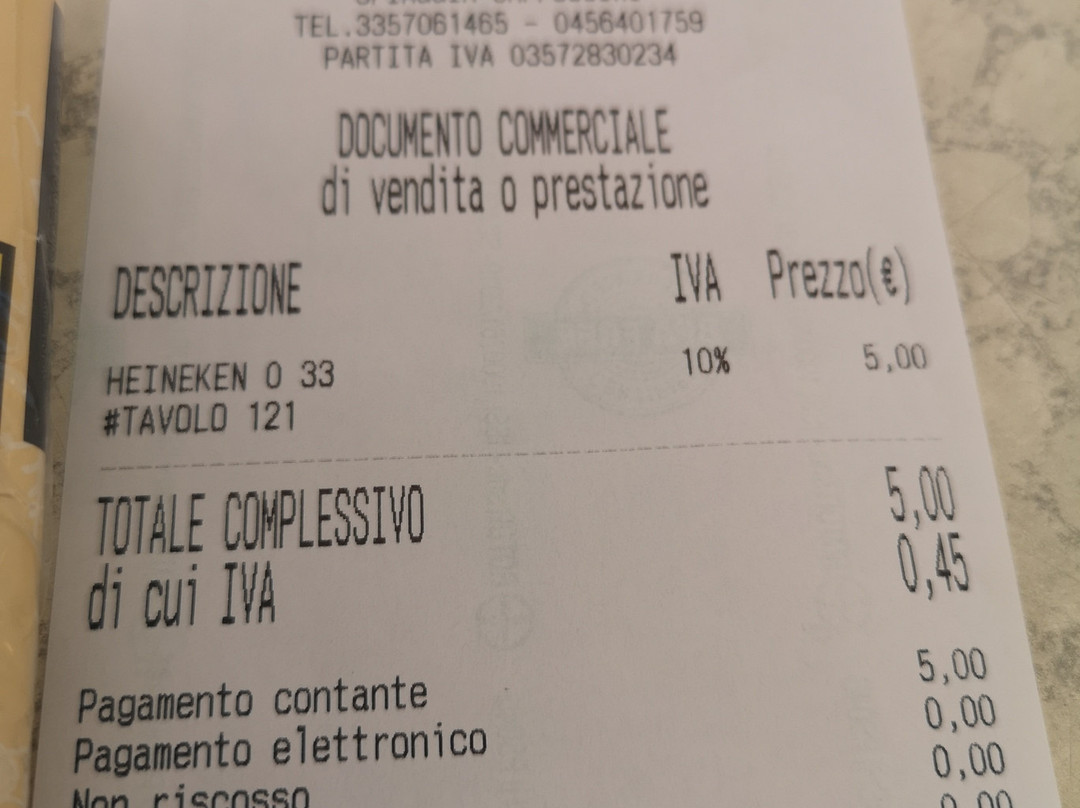 TEL.3357061465 - 0456401759
PARTITA IVA 03572830234
DOCUMENTO COMMERCIALE
di vendita o prestazione
DESCRIZIONE IVA Prezzo(€)
HEINEKEN 0 33 10% 5,00
#TAVOLO 121
TOTALE COMPLESSIVO 5,00
di cui IVA 0,45
Pagamento contante 5,00
Pagamento elettronico 0,00
Non riscosso 0,00
0,00